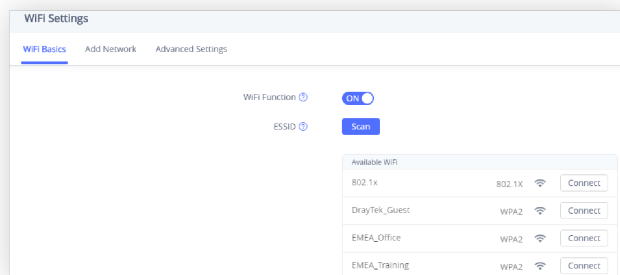 WiFi Settings
WiFi Basics Add Network Advanced Settings
WiFi Function ? ON
ESSID ? Scan
Available WiFi
802.1x 802.1X Connect
DrayTek_Guest WPA2 Connect
EMEA_Office WPA2 Connect
EMEA_Training WPA2 Connect